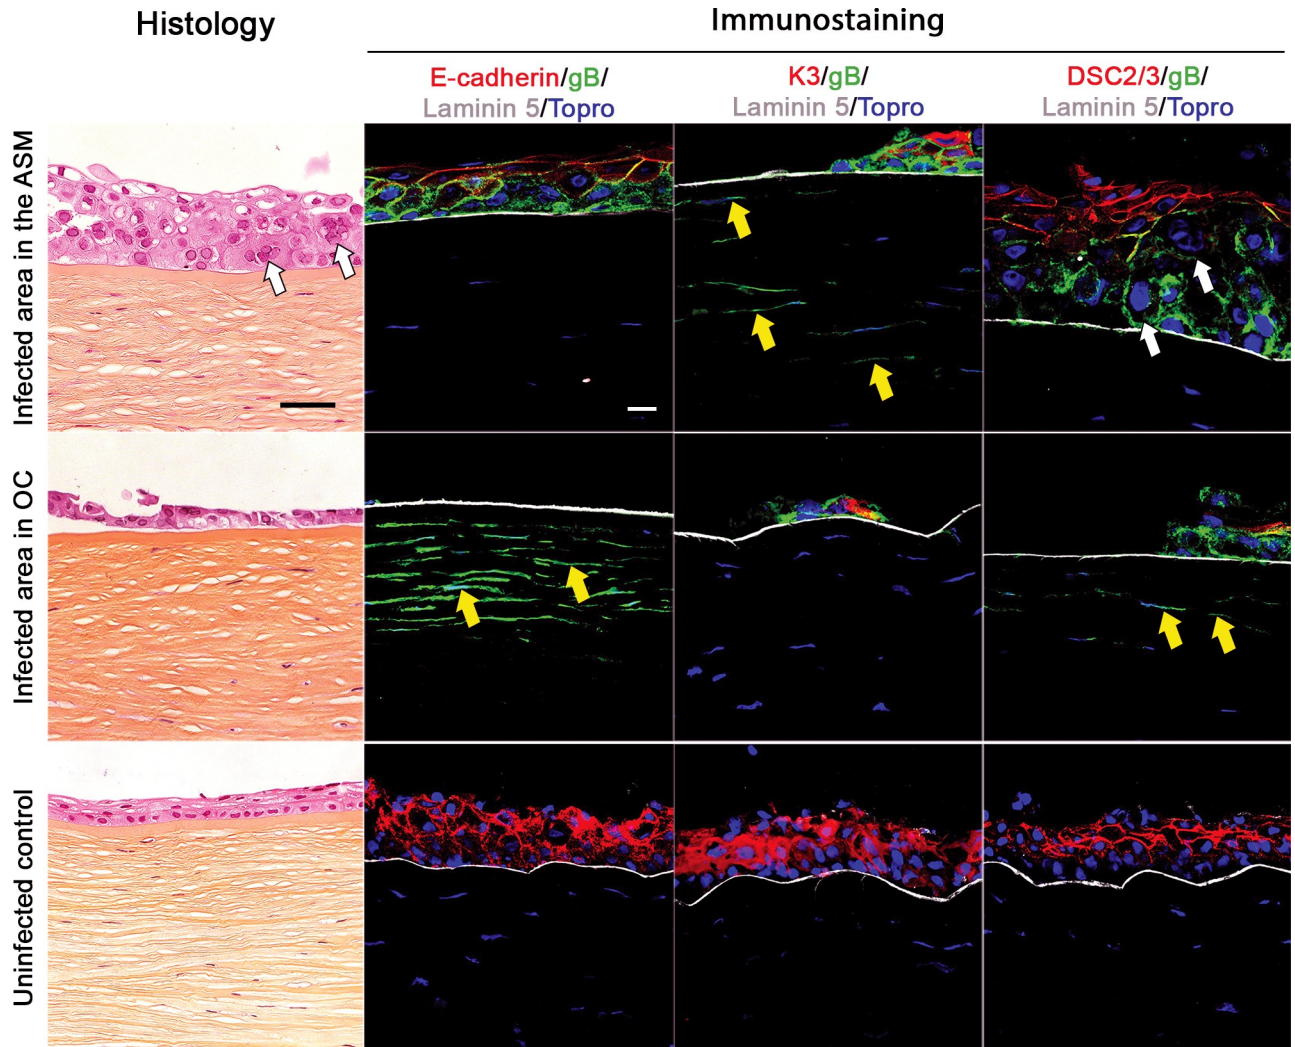 Histology
Immunostaining
E-cadherin/gB/
Laminin 5/Topro
K3/gB/
Laminin 5/Topro
DSC2/3/gB/
Laminin 5/Topro
Infected area in the ASM
Infected area in OC
Uninfected control